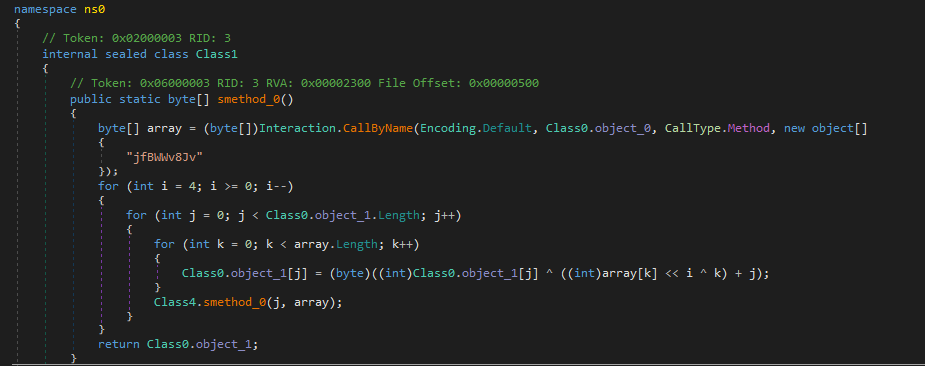 namespace ns0
{
// Token: 0x02000003 RID: 3
internal sealed class Class1
{
// Token: 0x06000003 RID: 3 RVA: 0x00002300 File Offset: 0x00000500
public static byte[] smethod_0()
{
byte[] array = (byte[])Interaction.CallByName(Encoding.Default, Class0.object_0, CallType.Method, new object[]
{
"jfBWWv8Jv"
});
for (int i = 4; i >= 0; i--)
{
for (int j = 0; j < Class0.object_1.Length; j++)
{
for (int k = 0; k < array.Length; k++)
{
Class0.object_1[j] = (byte)((int)Class0.object_1[j] ^ ((int)array[k] << i ^ k) + j);
}
Class4.smethod_0(j, array);
}
}
return Class0.object_1;
}